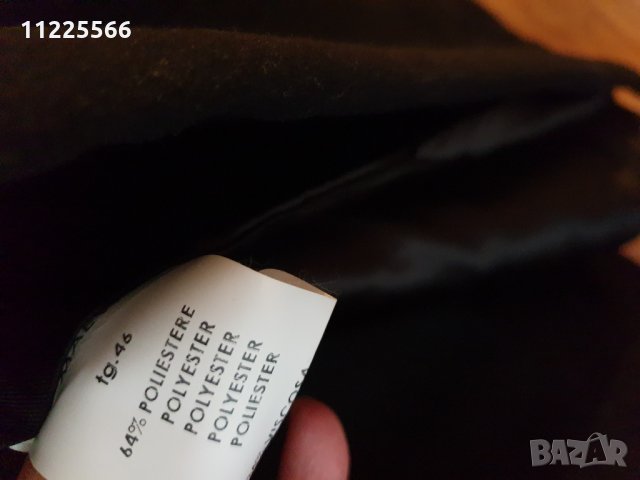 11225566
tg.46
64% POLIESTERE
POLYESTER
POLYESTER
POLYESTER
POLIESTER
BAZAR